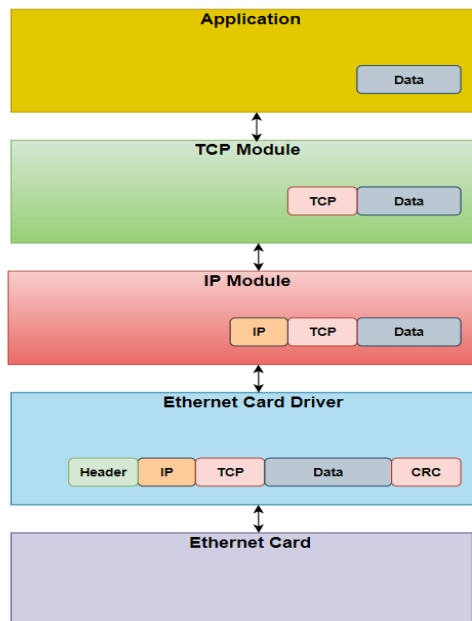 Application
Data
TCP Module
TCP Data
IP Module
IP TCP Data
Ethernet Card Driver
Header IP TCP Data CRC
Ethernet Card